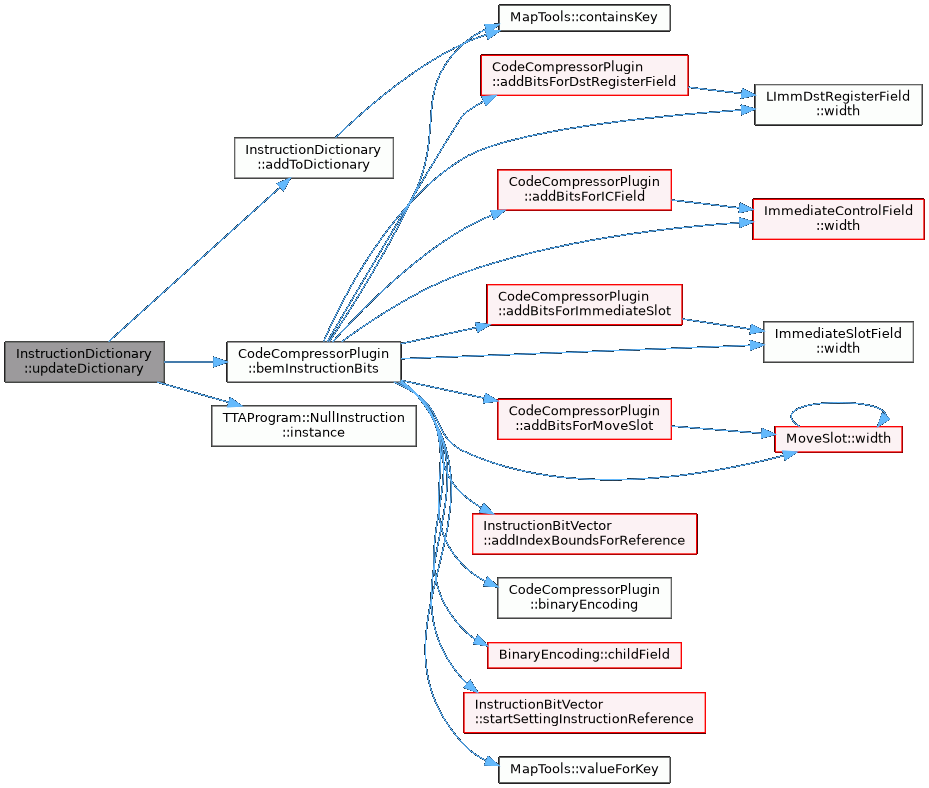 MapTools::containsKey
CodeCompressorPlugin
::addBitsForDstRegisterField
LImmDstRegisterField
::width
InstructionDictionary
::addToDictionary
CodeCompressorPlugin
::addBitsForICField
ImmediateControlField
::width
CodeCompressorPlugin
::addBitsForImmediateSlot
ImmediateSlotField
::width
InstructionDictionary
::updateDictionary
CodeCompressorPlugin
::bemInstructionBits
TTAProgram::NullInstruction
::instance
CodeCompressorPlugin
::addBitsForMoveSlot
MoveSlot::width
InstructionBitVector
::addIndexBoundsForReference
CodeCompressorPlugin
::binaryEncoding
BinaryEncoding::childField
InstructionBitVector
::startSettingInstructionReference
MapTools::valueForKey